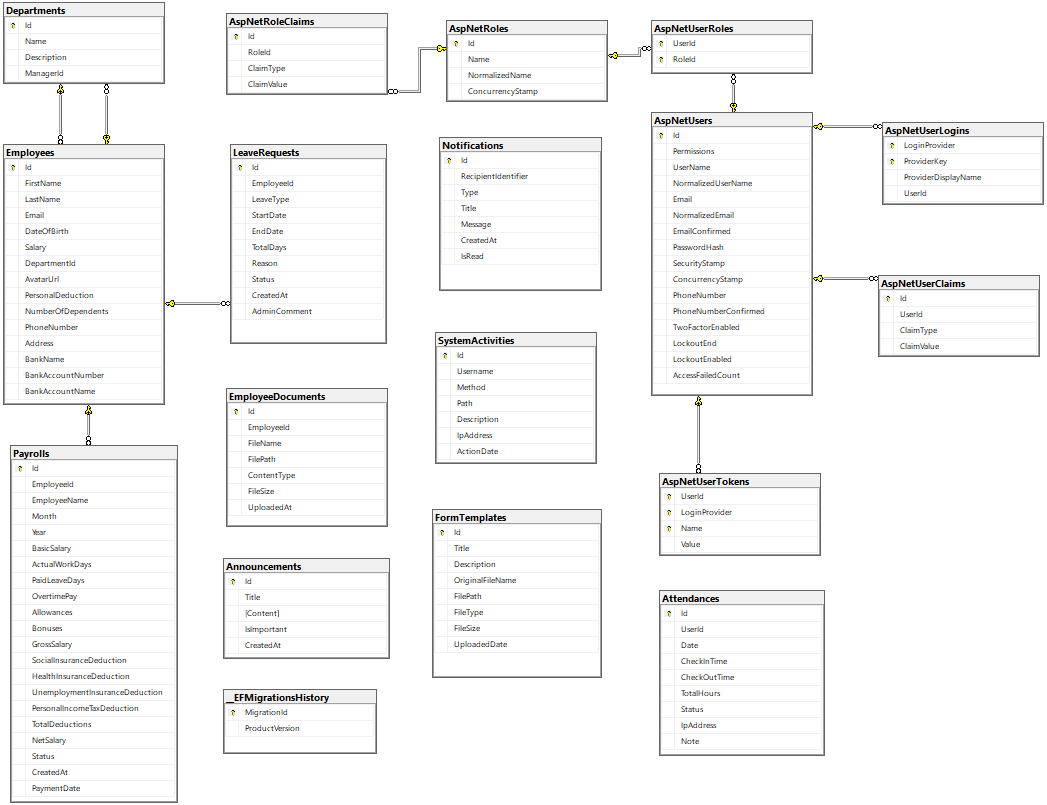 Departments
Id
Name
Description
ManagerId
Employees
Id
FirstName
LastName
Email
DateOfBirth
Salary
DepartmentId
AvatarUrl
PersonalDeduction
NumberOfDependents
PhoneNumber
Address
BankName
BankAccountNumber
BankAccountName
Payrolls
Id
EmployeeId
EmployeeName
Month
Year
BasicSalary
ActualWorkDays
PaidLeaveDays
OvertimePay
Allowances
Bonuses
GrossSalary
SocialInsuranceDeduction
HealthInsuranceDeduction
UnemploymentInsuranceDeduction
PersonalIncomeTaxDeduction
TotalDeductions
NetSalary
Status
CreatedAt
PaymentDate
AspNetRoleClaims
Id
RoleId
ClaimType
ClaimValue
LeaveRequests
Id
EmployeeId
LeaveType
StartDate
EndDate
TotalDays
Reason
Status
CreatedAt
AdminComment
EmployeeDocuments
Id
EmployeeId
FileName
FilePath
ContentType
FileSize
UploadedAt
Announcements
Id
Title
[Content]
IsImportant
CreatedAt
__EFMigrationsHistory
MigrationId
ProductVersion
AspNetRoles
Id
Name
NormalizedName
ConcurrencyStamp
Notifications
Id
RecipientIdentifier
Type
Title
Message
CreatedAt
IsRead
SystemActivities
Id
Username
Method
Path
Description
IpAddress
ActionDate
FormTemplates
Id
Title
Description
OriginalFileName
FilePath
FileType
FileSize
UploadedDate
AspNetUserRoles
UserId
RoleId
AspNetUsers
Id
Permissions
UserName
NormalizedUserName
Email
NormalizedEmail
EmailConfirmed
PasswordHash
SecurityStamp
ConcurrencyStamp
PhoneNumber
PhoneNumberConfirmed
TwoFactorEnabled
LockoutEnd
LockoutEnabled
AccessFailedCount
AspNetUserTokens
UserId
LoginProvider
Name
Value
Attendances
Id
UserId
Date
CheckInTime
CheckOutTime
TotalHours
Status
IpAddress
Note
AspNetUserLogins
LoginProvider
ProviderKey
ProviderDisplayName
UserId
AspNetUserClaims
Id
UserId
ClaimType
ClaimValue